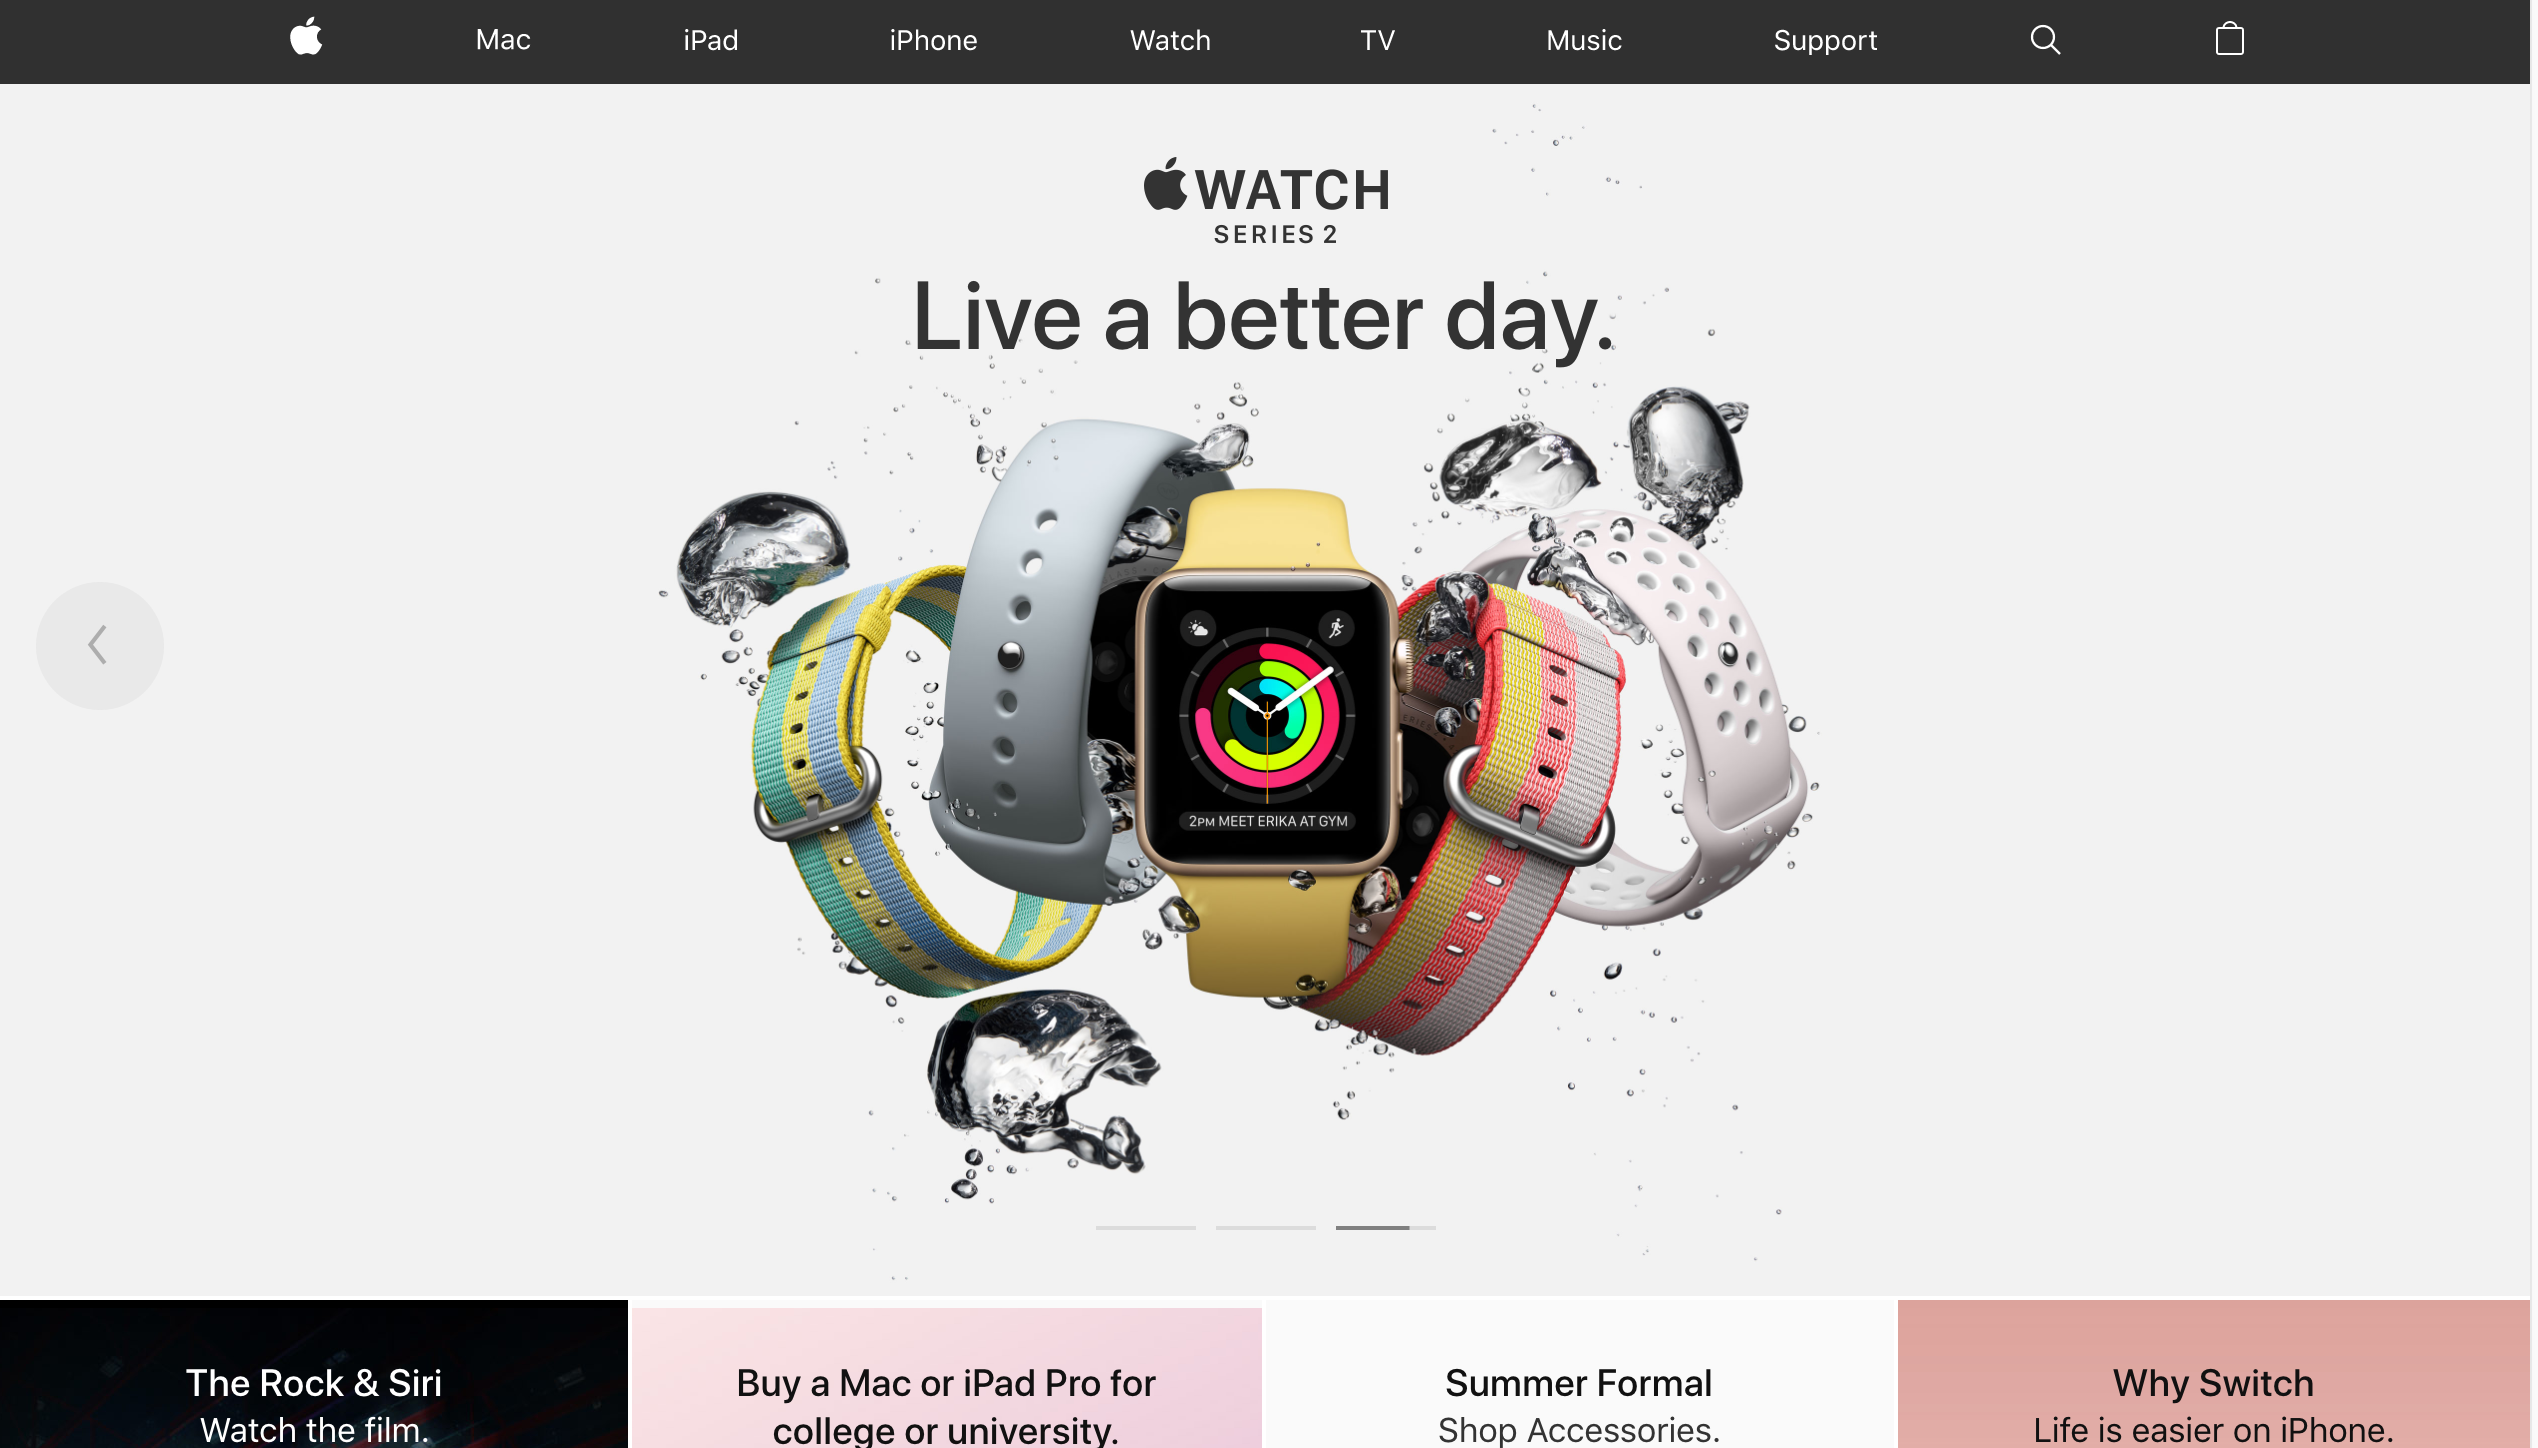 Mac iPad iPhone Watch TV Music Support
WATCH
SERIES 2
Live a better day.
2PM MEET ERIKA AT GYM
The Rock & Siri
Watch the film.
Buy a Mac or iPad Pro for
college or university.
Summer Formal
Shop Accessories.
Why Switch
Life is easier on iPhone.